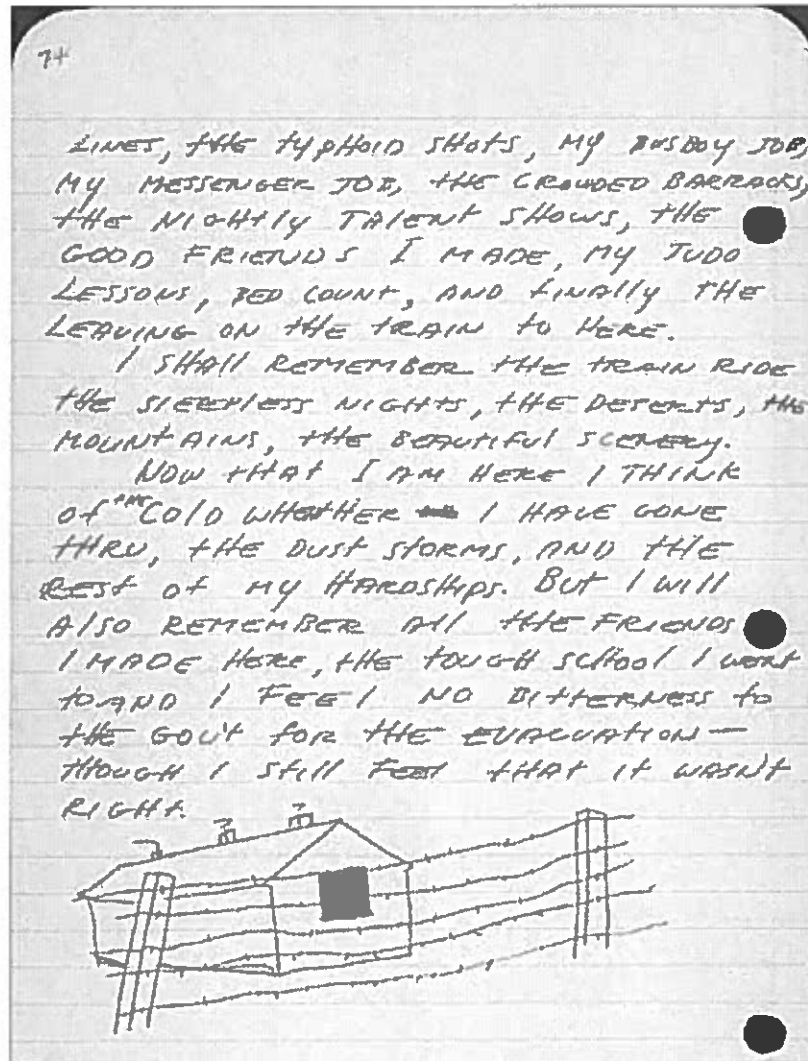 74
LINES, tHE tYPHOID SHOTS, MY BUSBOY JOB,
MY MESSENGER JOB, tHE CROWDED BARRACKS,
tHE NIGHtlY TALENT SHOWS, tHE
GOOD FRIENDS I MADE, MY JUDO
LESSONS, BED COUNT, AND fINAlly THE
LEAVING ON tHE tRAIN to HERE.
I SHAll REMEMBER tHE tRAIN RIDE
tHE SlEEPlESS NIGHTS, tHE DESERTS, tHE
MOUNTAINS, tHE BEAUTIFUL SCENERY.
NOW tHAt I AM HERE I THINK
of tHE COlD WHEtHER I HAVE GONE
tHRU, tHE DUSt StORMS, AND tHE
REST of MY HARDSHIPS. BUt I WIll
AlSO REMEMBER All tHE FRIENDS
I MADE HERE, tHE tOUGH SCHOOl I WENt
to AND I FEEl NO BITTERNESS to
tHE GOV't fOR tHE EVACUATION —
tHOUGH I StIll FEEl tHAt It WASN't
RIGHt.